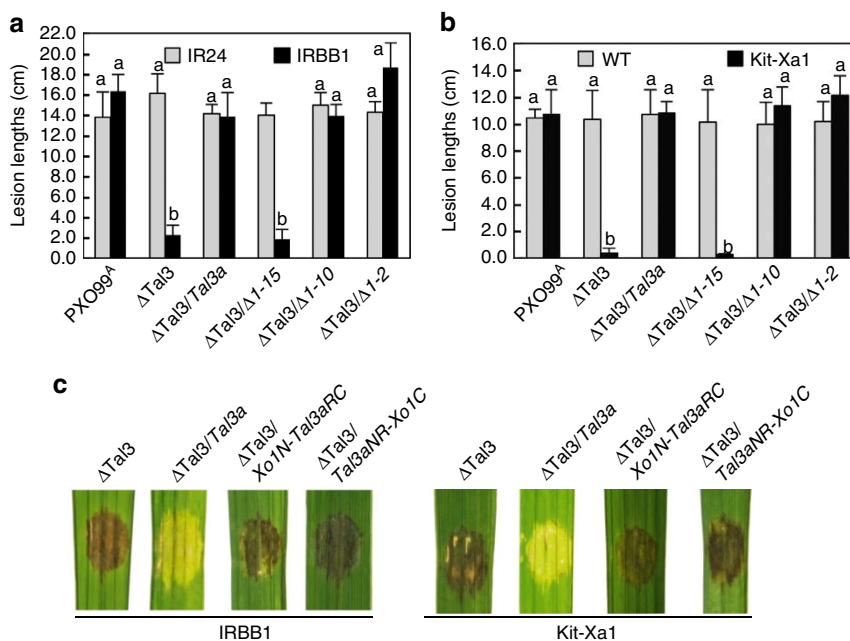 a
Lesion lengths (cm)
22.0
20.0
18.0
16.0
14.0
12.0
10.0
8.0
6.0
4.0
2.0
0.0
IR24
IRBB1
a a a b a a b a a a a
PXO99^A
ΔTal3
ΔTal3/Tal3a
ΔTal3/Δ1-15
ΔTal3/Δ1-10
ΔTal3/Δ1-2
b
Lesion lengths (cm)
16.0
14.0
12.0
10.0
8.0
6.0
4.0
2.0
0.0
WT
Kit-Xa1
a a a b a a a b a a a a
PXO99^A
ΔTal3
ΔTal3/Tal3a
ΔTal3/Δ1-15
ΔTal3/Δ1-10
ΔTal3/Δ1-2
c
ΔTal3
ΔTal3/Tal3a
ΔTal3/
Xo1N-Tal3aRC
ΔTal3/
Tal3aNR-Xo1C
IRBB1
ΔTal3
ΔTal3/Tal3a
ΔTal3/
Xo1N-Tal3aRC
ΔTal3/
Tal3aNR-Xo1C
Kit-Xa1